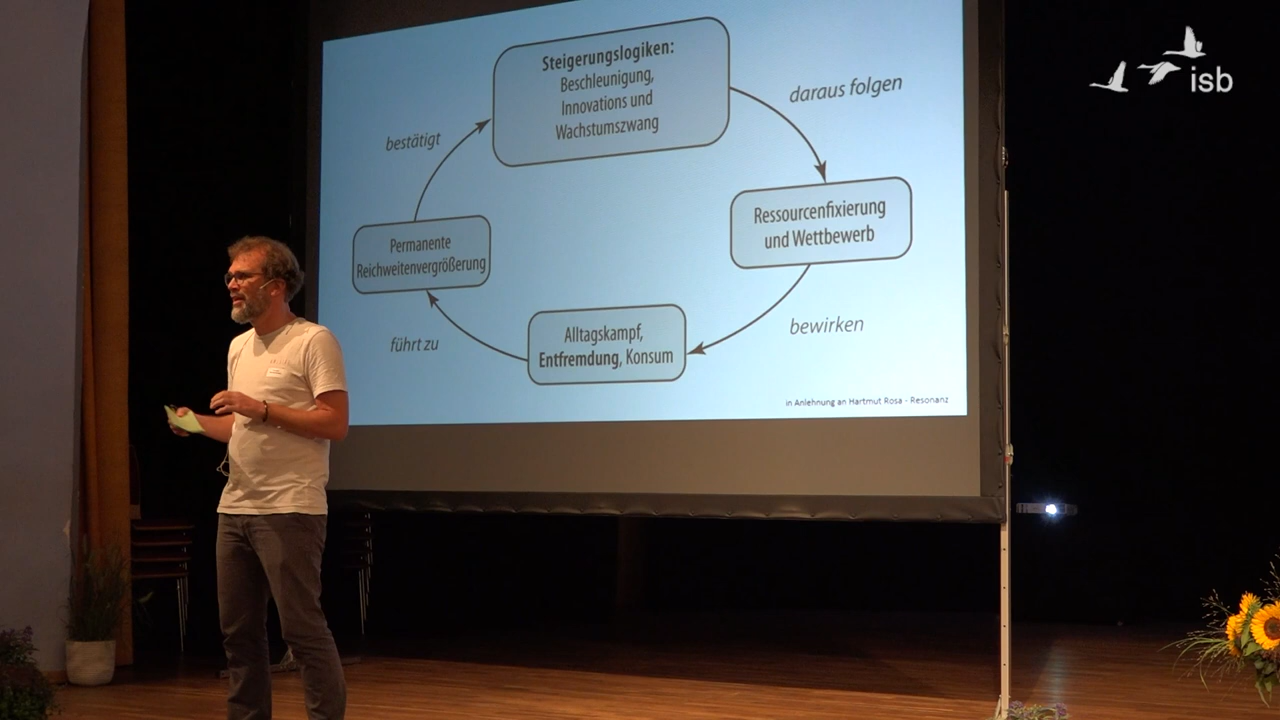 Steigerungslogiken:
Beschleunigung,
Innovations und
Wachstumszwang
daraus folgen
Ressourcenfixierung
und Wettbewerb
bewirken
Alltagskampf,
Entfremdung, Konsum
führt zu
Permanente
Reichweitenvergrößerung
bestätigt
in Anlehnung an Hartmut Rosa - Resonanz
isb